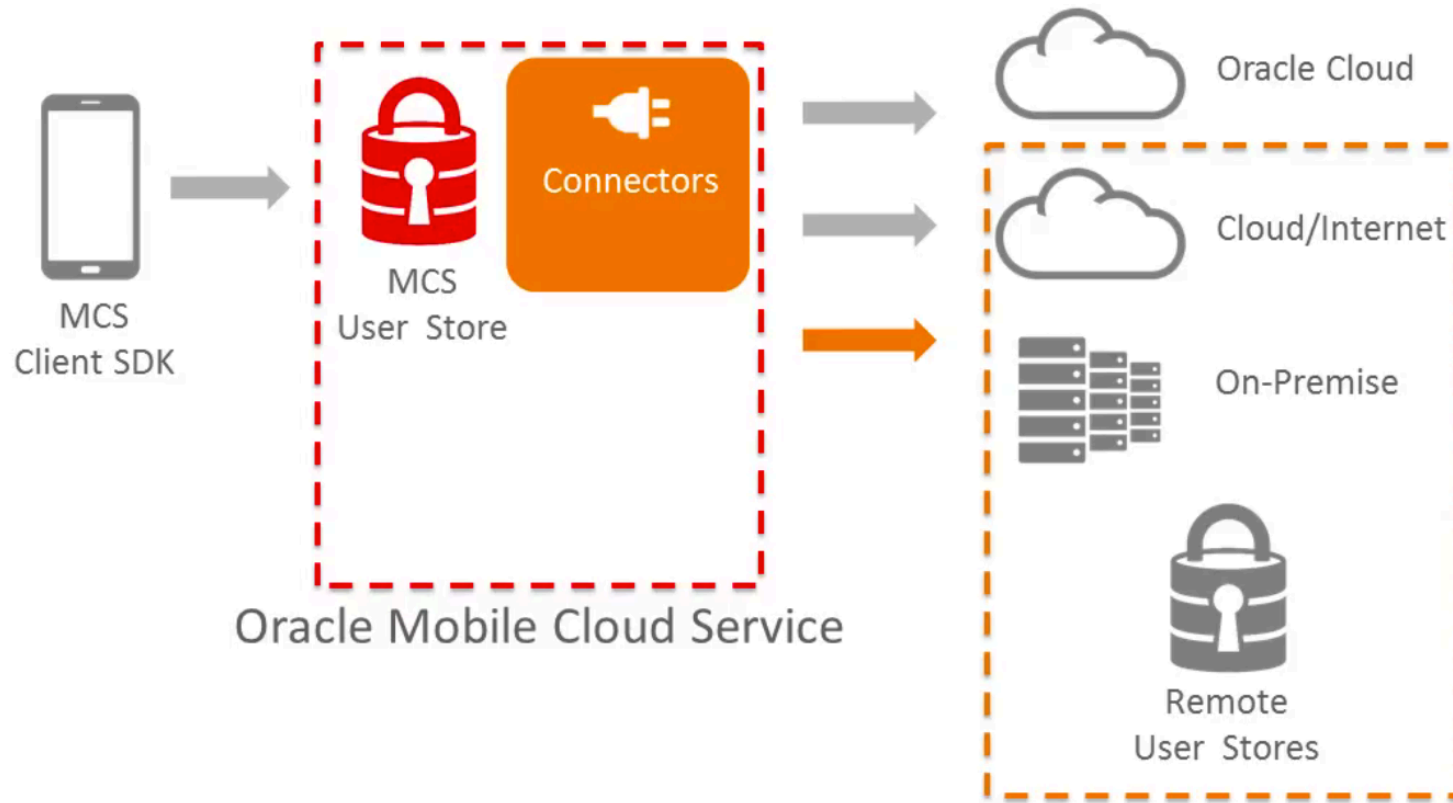 Oracle Cloud
Connectors
Cloud/Internet
MCS
User Store
MCS
Client SDK
On-Premise
Oracle Mobile Cloud Service
Remote
User Stores